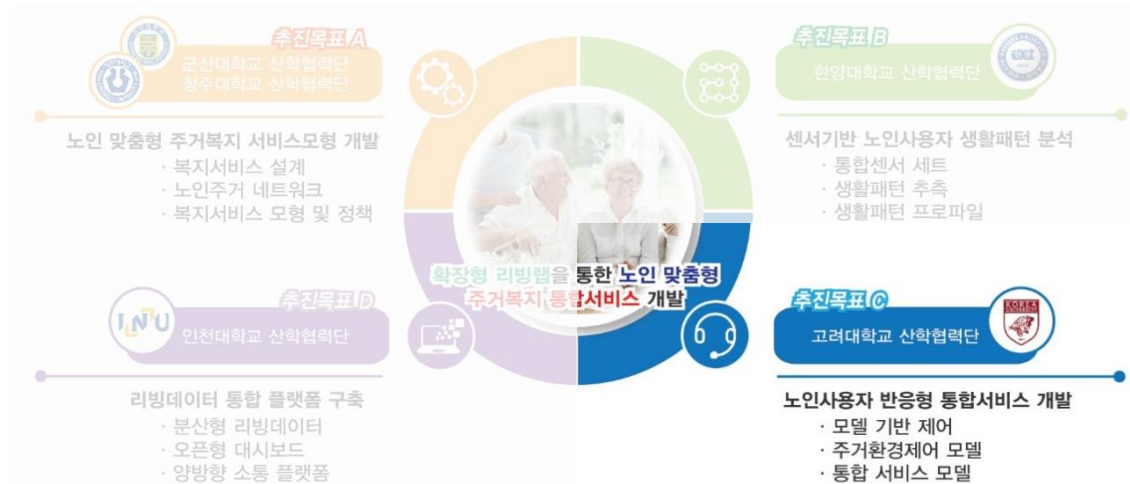 추진목표 A
군산대학교 산학협력단
청주대학교 산학협력단
노인 맞춤형 주거복지 서비스모형 개발
· 복지서비스 설계
· 노인주거 네트워크
· 복지서비스 모형 및 정책
추진목표 B
한양대학교 산학협력단
센서기반 노인사용자 생활패턴 분석
· 통합센서 세트
· 생활패턴 추측
· 생활패턴 프로파일
확장형 리빙랩을 통한 노인 맞춤형
주거복지 통합서비스 개발
추진목표 D
INU
인천대학교 산학협력단
리빙데이터 통합 플랫폼 구축
· 분산형 리빙데이터
· 오픈형 대시보드
· 양방향 소통 플랫폼
추진목표 C
고려대학교 산학협력단
KOREA
노인사용자 반응형 통합서비스 개발
· 모델 기반 제어
· 주거환경제어 모델
· 통합 서비스 모델